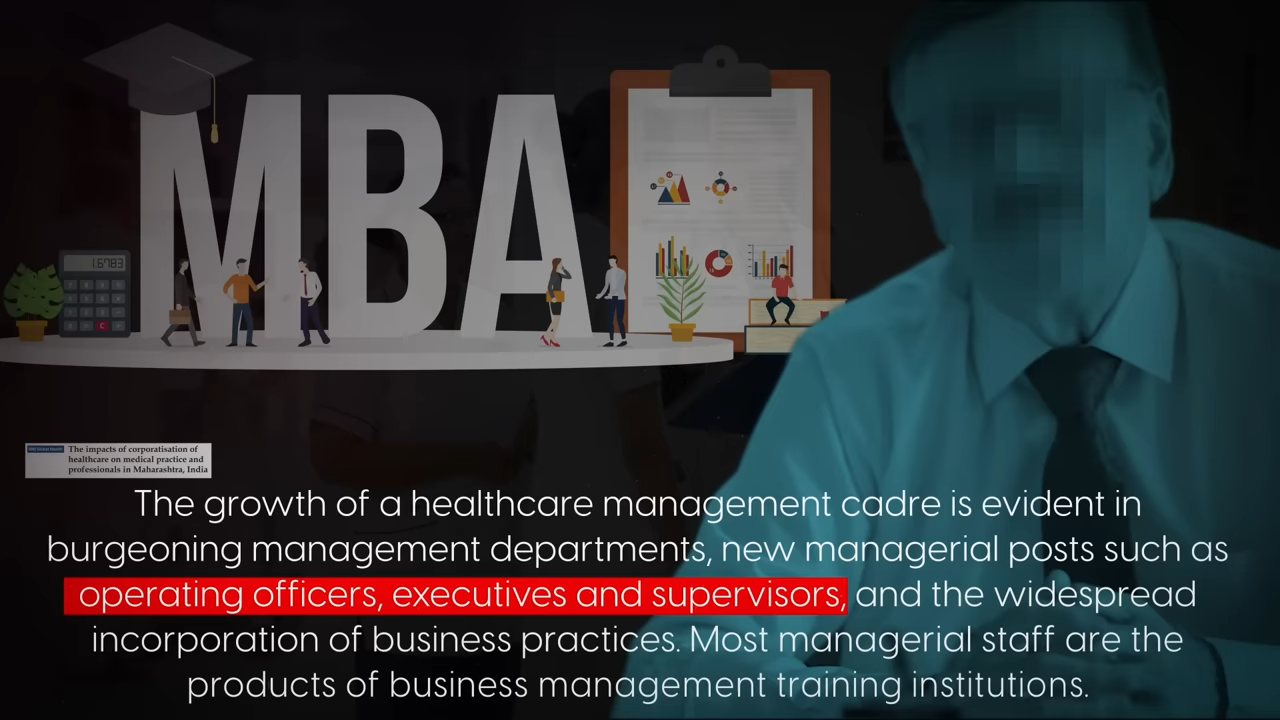 MBA
1,6783
C
BMJ Global Health
The impacts of corporatisation of
healthcare on medical practice and
professionals in Maharashtra, India
The growth of a healthcare management cadre is evident in
burgeoning management departments, new managerial posts such as
operating officers, executives and supervisors, and the widespread
incorporation of business practices. Most managerial staff are the
products of business management training institutions.